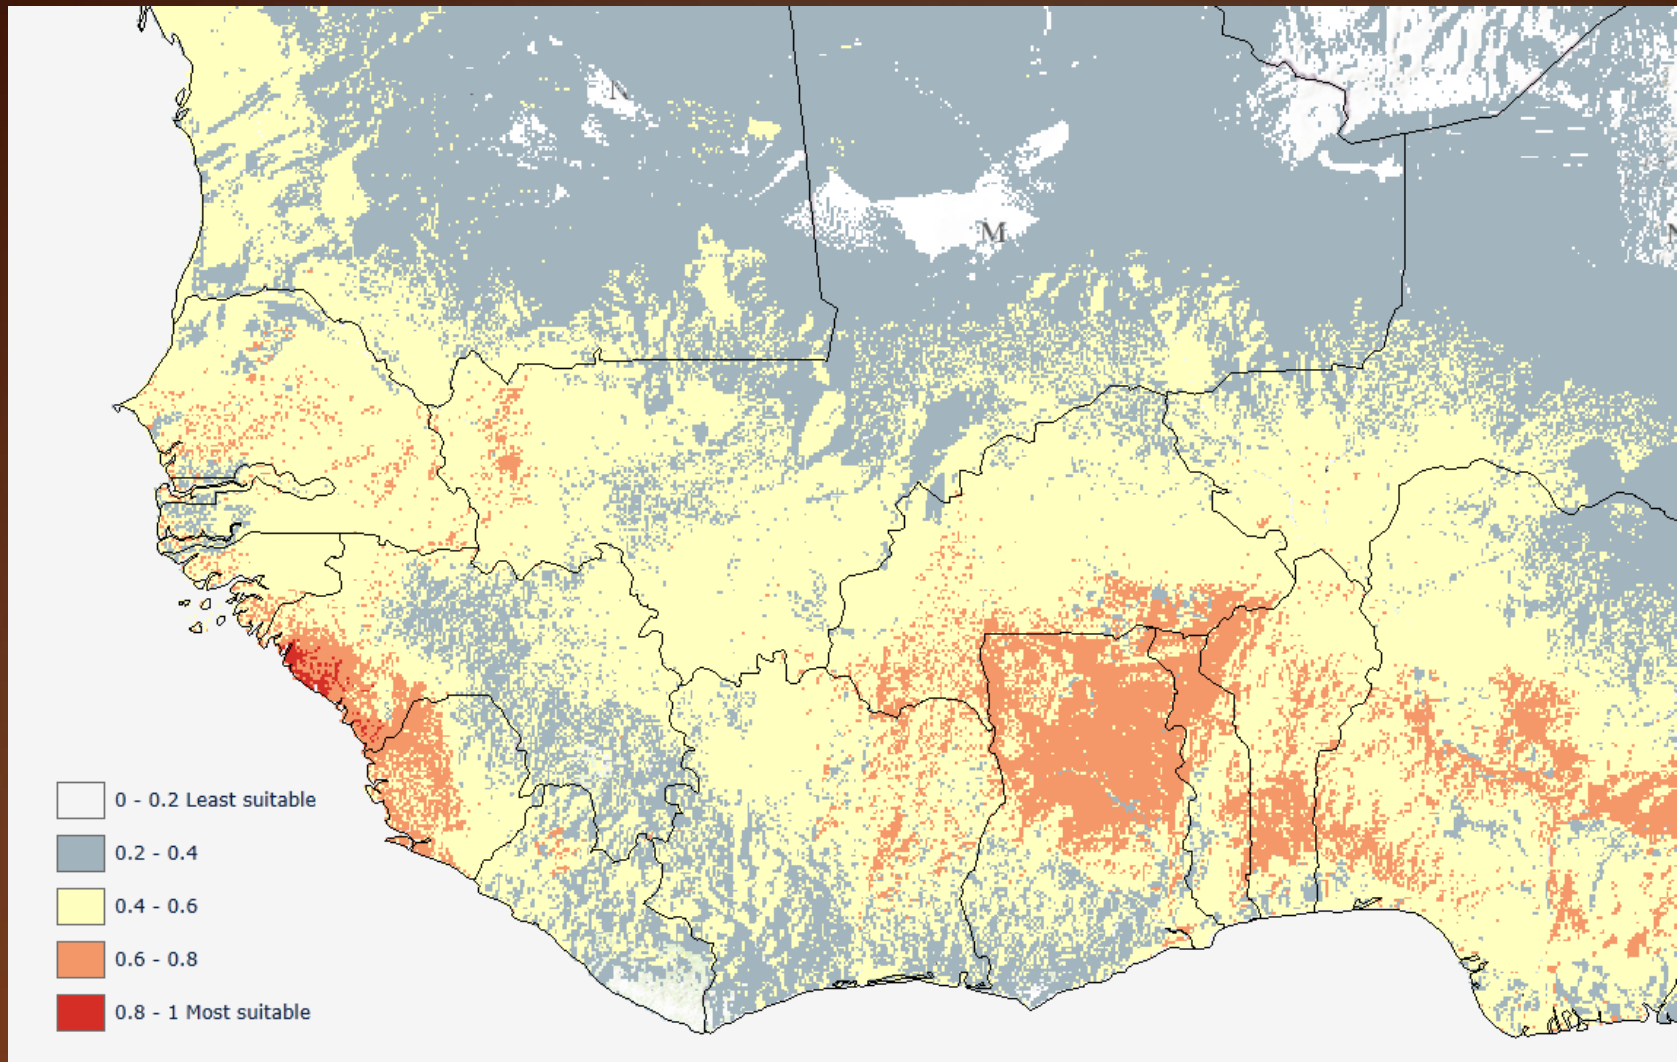 N
M
N
0 - 0.2 Least suitable
0.2 - 0.4
0.4 - 0.6
0.6 - 0.8
0.8 - 1 Most suitable